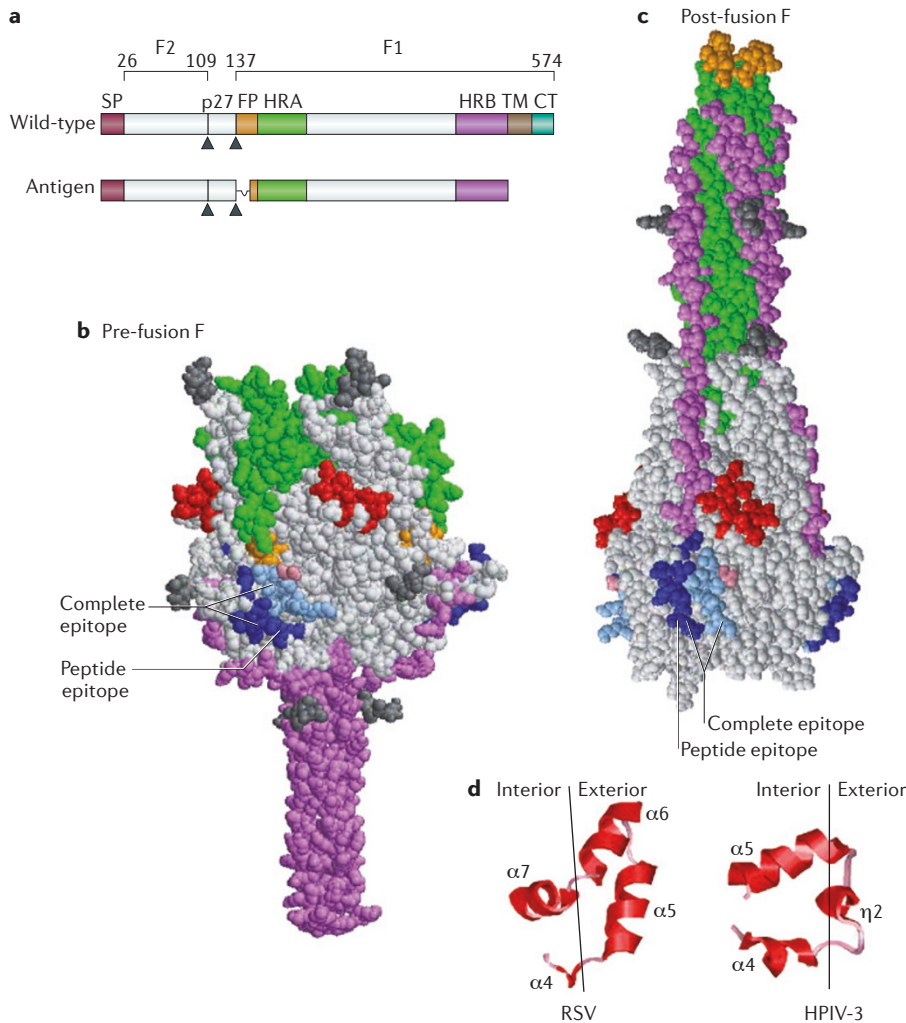 a
F2 F1
26 109 137 574
SP p27 FP HRA HRB TM CT
Wild-type
Antigen
b Pre-fusion F
Complete
epitope
Peptide
epitope
c Post-fusion F
Complete epitope
Peptide epitope
d Interior Exterior
α6
α7
α5
α4
RSV
Interior Exterior
α5
η2
α4
HPIV-3